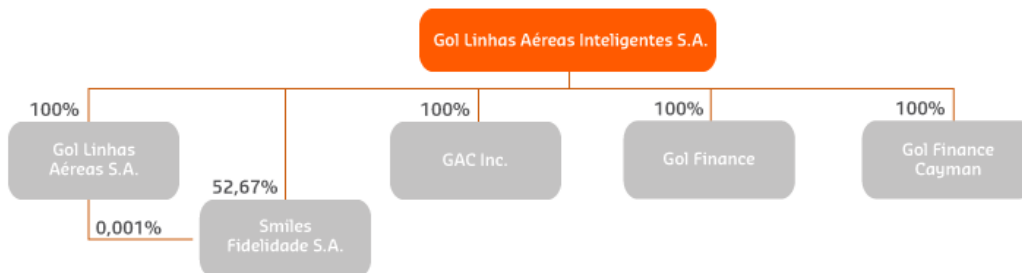 Gol Linhas Aéreas Inteligentes S.A.
100%
100%
100%
100%
Gol Linhas
Aéreas S.A.
GAC Inc.
Gol Finance
Gol Finance
Cayman
52,67%
0,001%
Smiles
Fidelidade S.A.